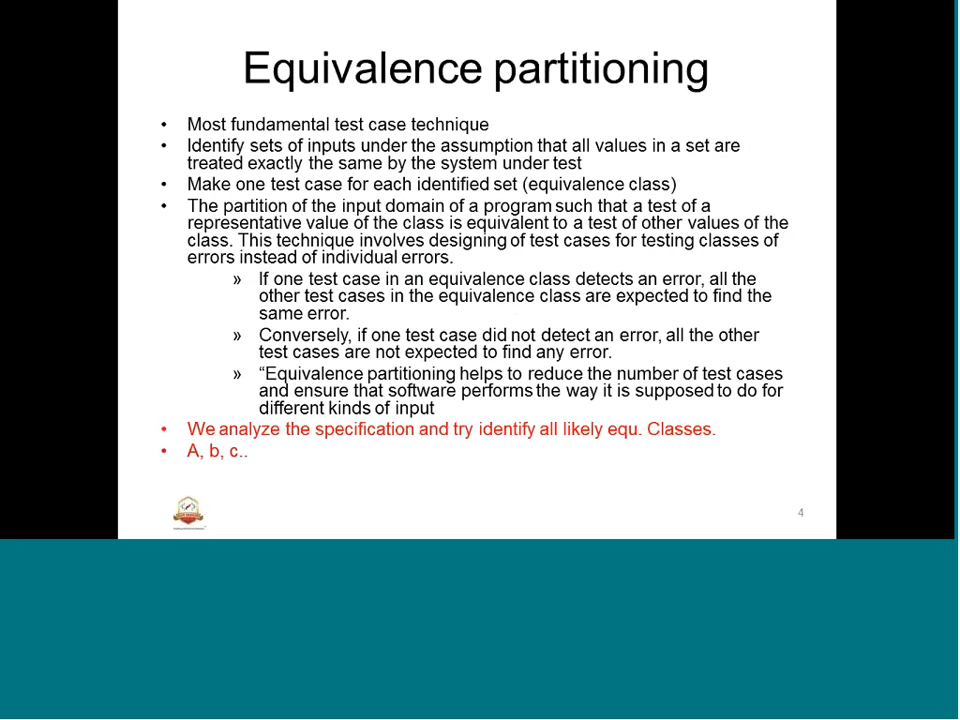 Equivalence partitioning
• Most fundamental test case technique
• Identify sets of inputs under the assumption that all values in a set are
treated exactly the same by the system under test
• Make one test case for each identified set (equivalence class)
• The partition of the input domain of a program such that a test of a
representative value of the class is equivalent to a test of other values of the
class. This technique involves designing of test cases for testing classes of
errors instead of individual errors.
» If one test case in an equivalence class detects an error, all the
other test cases in the equivalence class are expected to find the
same error.
» Conversely, if one test case did not detect an error, all the other
test cases are not expected to find any error.
» “Equivalence partitioning helps to reduce the number of test cases
and ensure that software performs the way it is supposed to do for
different kinds of input
• We analyze the specification and try identify all likely equ. Classes.
• A, b, c..
4